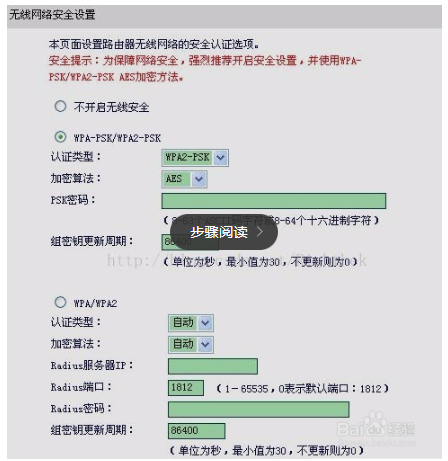 无线网络安全设置
本页面设置路由器无线网络的安全认证选项。
安全提示：为保障网络安全，强烈推荐开启安全设置，并使用WPA-
PSK/WPA2-PSK AES加密方法。
不开启无线安全
WPA-PSK/WPA2-PSK
认证类型： WPA2-PSK
加密算法： AES
PSK密码：
个十六进制字符）
步骤阅读 >
组密钥更新周期：
http://
（单位为秒，最小值为30，不更新则为0）
WPA/WPA2
认证类型： 自动
加密算法： 自动
Radius服务器IP：
Radius端口： 1812 （1-65535，0表示默认端口：1812）
Radius密码：
组密钥更新周期： 86400
（单位为秒，最小值为30，不更新则为0）
Baidu 经验